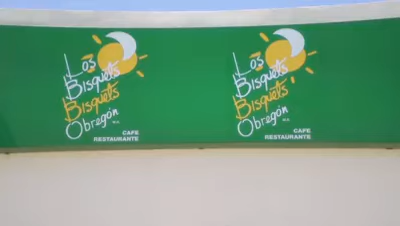 Los
Bisquets
Bisquets
Obregón
CAFE
RESTAURANTE
Los
Bisquets
Bisquets
Obregón
CAFE
RESTAURANTE